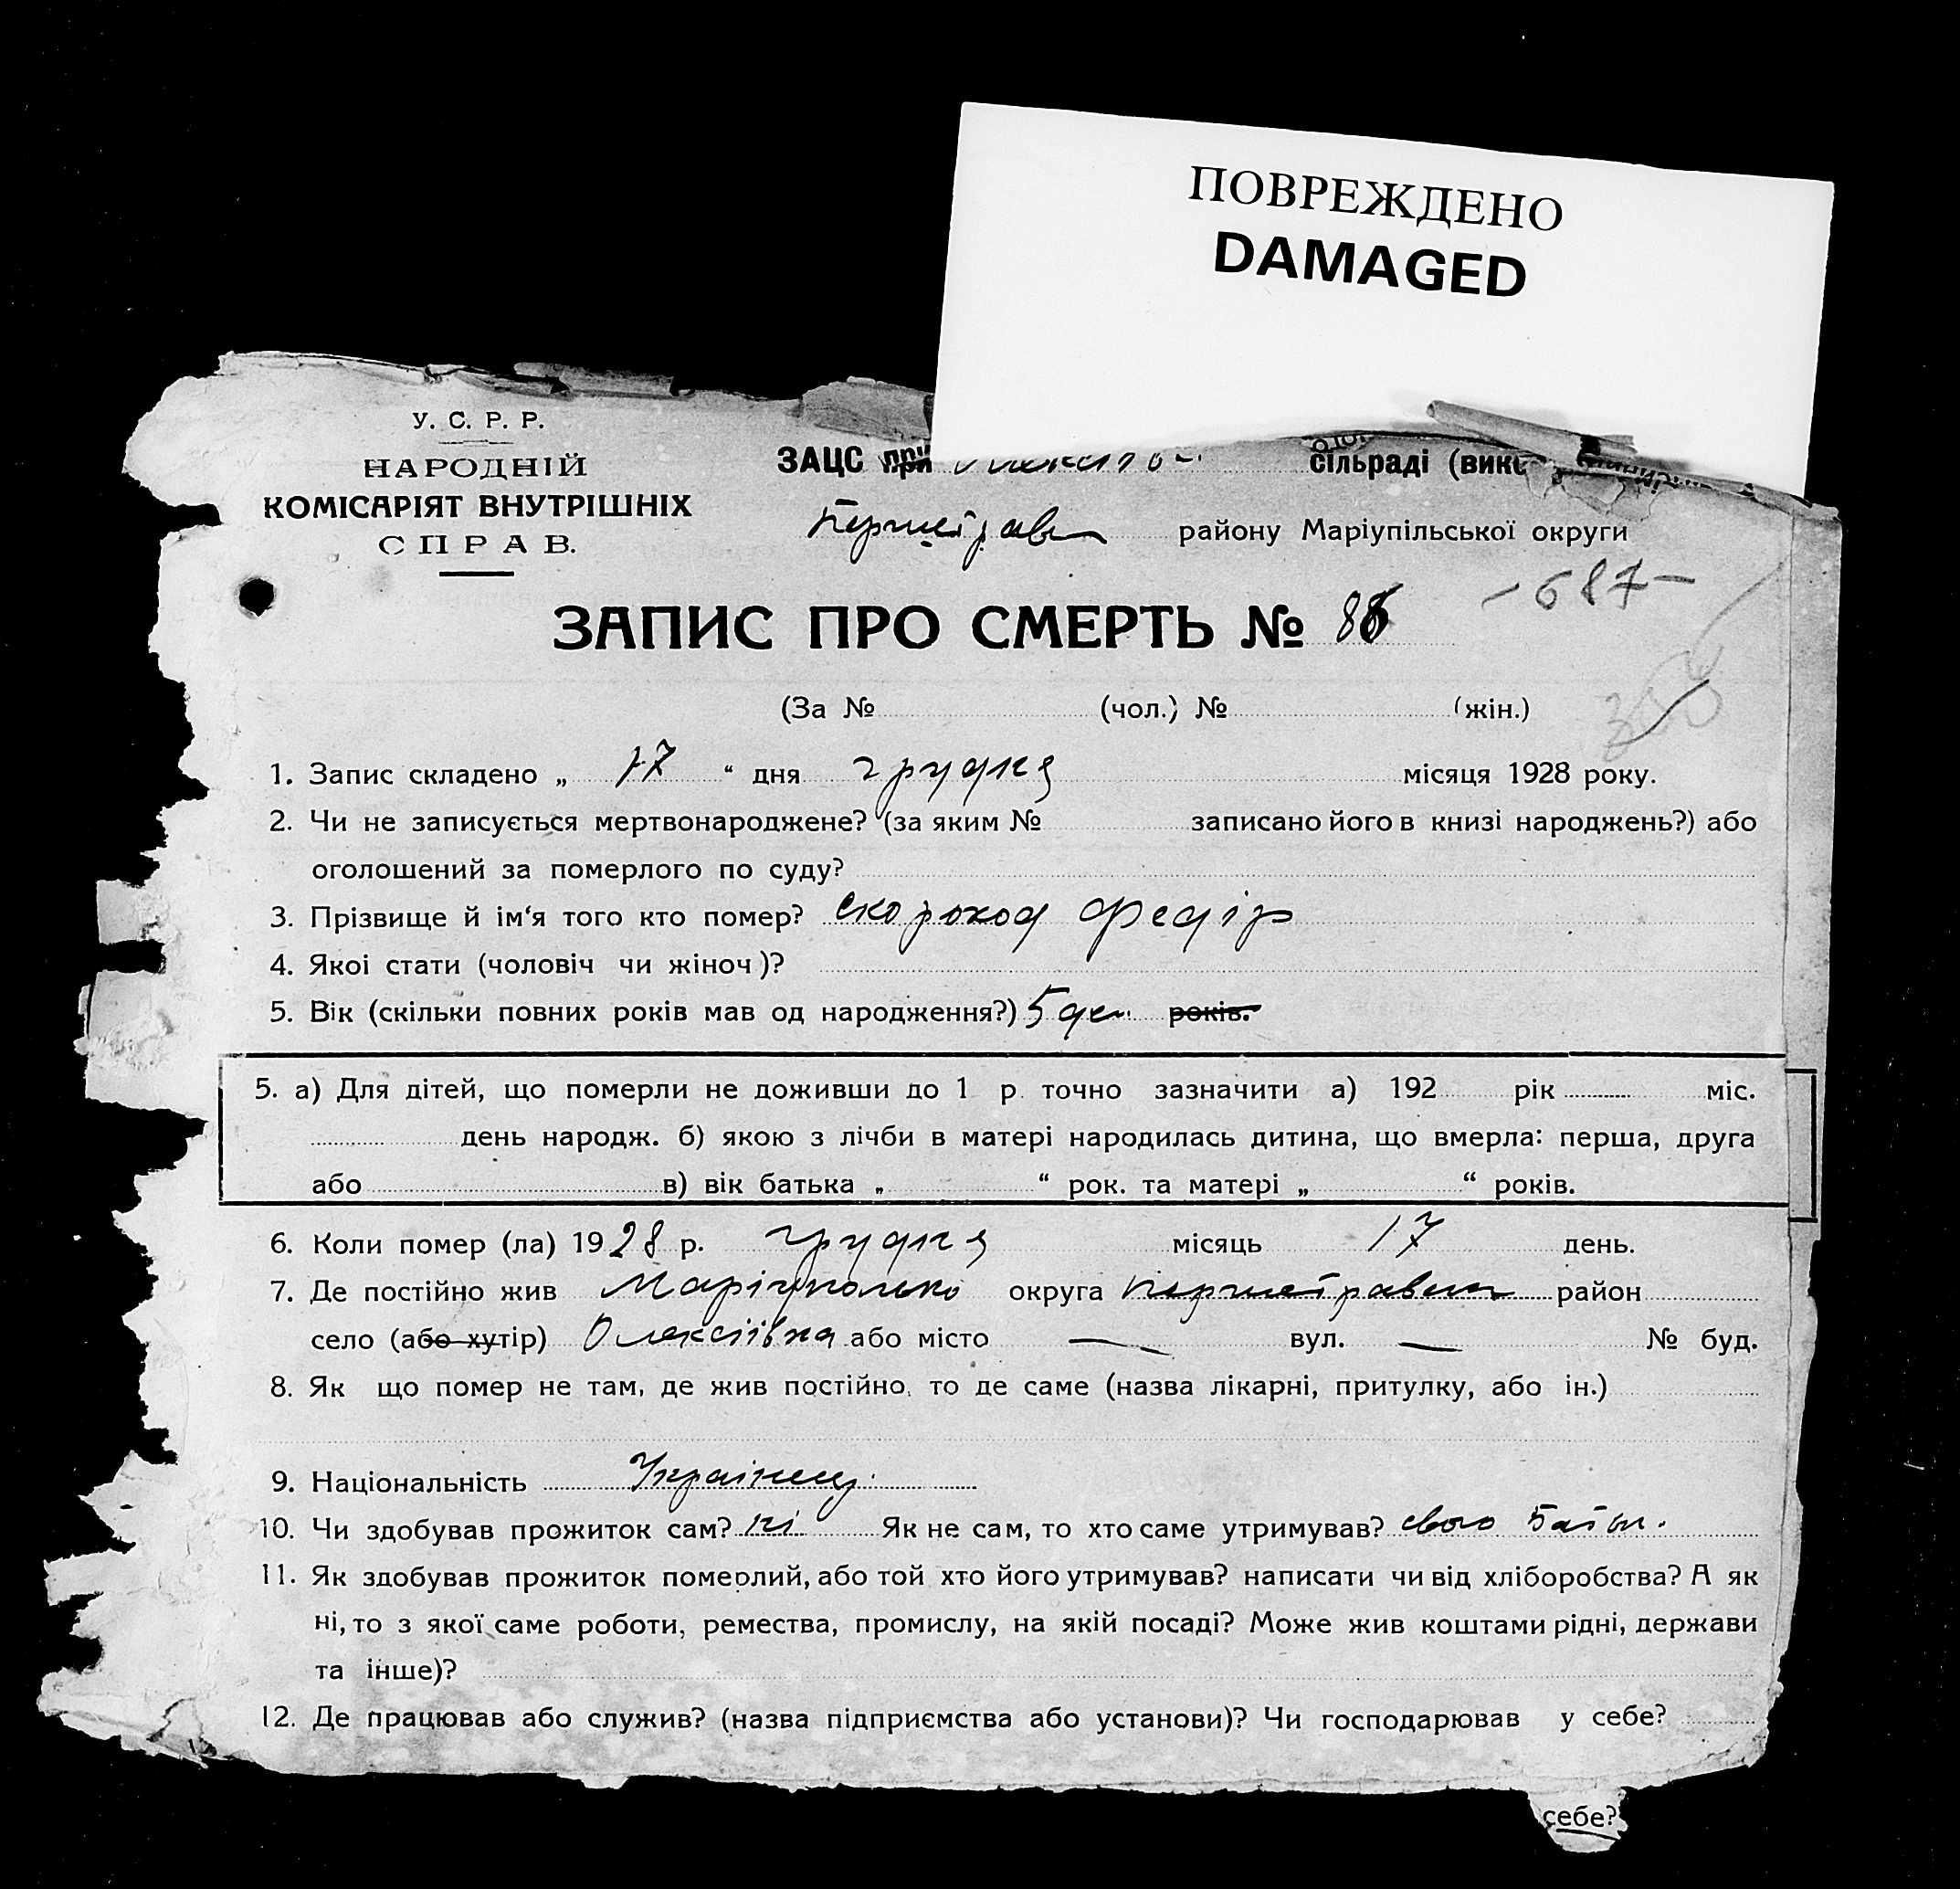 ПОВРЕЖДЕНО
DAMAGED
У. С. Р. Р.
НАРОДНІЙ
КОМІСАРІЯТ ВНУТРІШНІХ
СПРАВ.
ЗАЦС при сільраді (вико
Першотравн району Маріупільської округи
-687-
ЗАПИС ПРО СМЕРТЬ № 86
(За № (чол.) № (жін.)
1. Запис складено „ 17 “ дня грудня місяця 1928 року.
2. Чи не записується мертвонароджене? (за яким № записано його в книзі народжень?) або
оголошений за померлого по суду?
3. Прізвище й ім‘я того кто помер? Скороход Федір
4. Якоі стати (чоловіч чи жіноч)?
5. Вік (скільки повних років мав од народження?) 5 ден. років.
5. а) Для дітей, що померли не доживши до 1 р. точно зазначити а) 192 рік міс.
день народж. б) якою з лічби в матері народилась дитина, що вмерла: перша, друга
або в) вік батька „ “ рок. та матері „ “ років.
6. Коли помер (ла) 1928 р. грудня місяць 17 день.
7. Де постійно жив Маріупольсько округа район
село (або хутір) Олексіівка або місто — вул. — № буд.
8. Як що помер не там, де жив постійно, то де саме (назва лікарні, притулку, або ін.)
9. Національність Українець
10. Чи здобував прожиток сам? ні Як не сам, то хто саме утримував? свого батьк.
11. Як здобував прожиток померлий, або той хто його утримував? написати чи від хліборобства? А як
ні, то з якої саме роботи, ремества, промислу, на якій посаді? Може жив коштами рідні, держави
та інше)?
12. Де працював або служив? (назва підприємства або установи)? Чи господарював у себе?
себе?